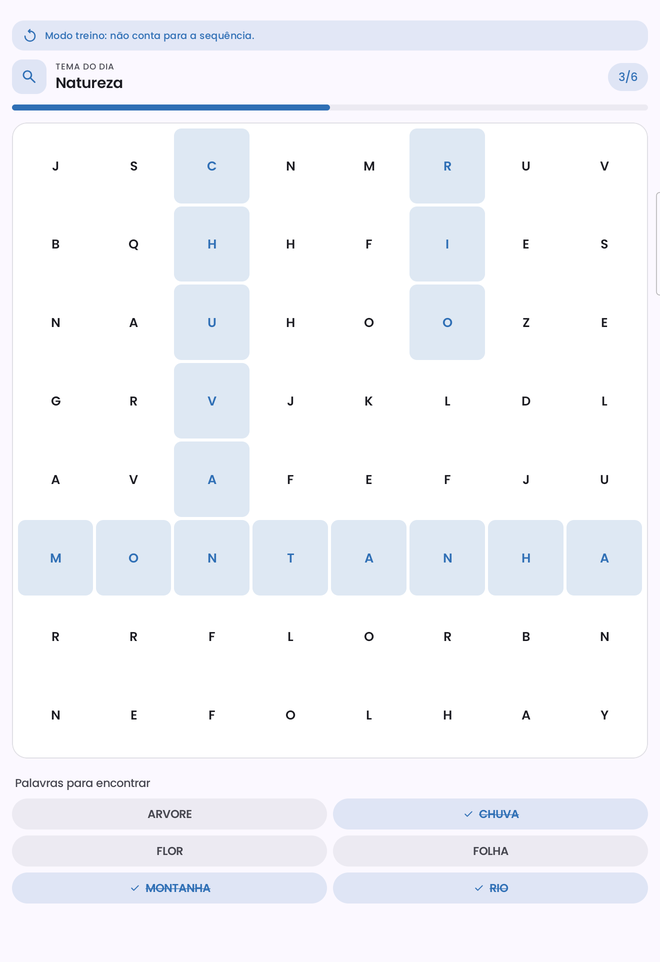 Modo treino: não conta para a sequência.
TEMA DO DIA
Natureza
3/6
J S C N M R U V
B Q H H F I E S
N A U H O O Z E
G R V J K L D L
A V A F E F J U
M O N T A N H A
R R F L O R B N
N E F O L H A Y
Palavras para encontrar
ARVORE
CHUVA
FLOR
FOLHA
MONTANHA
RIO